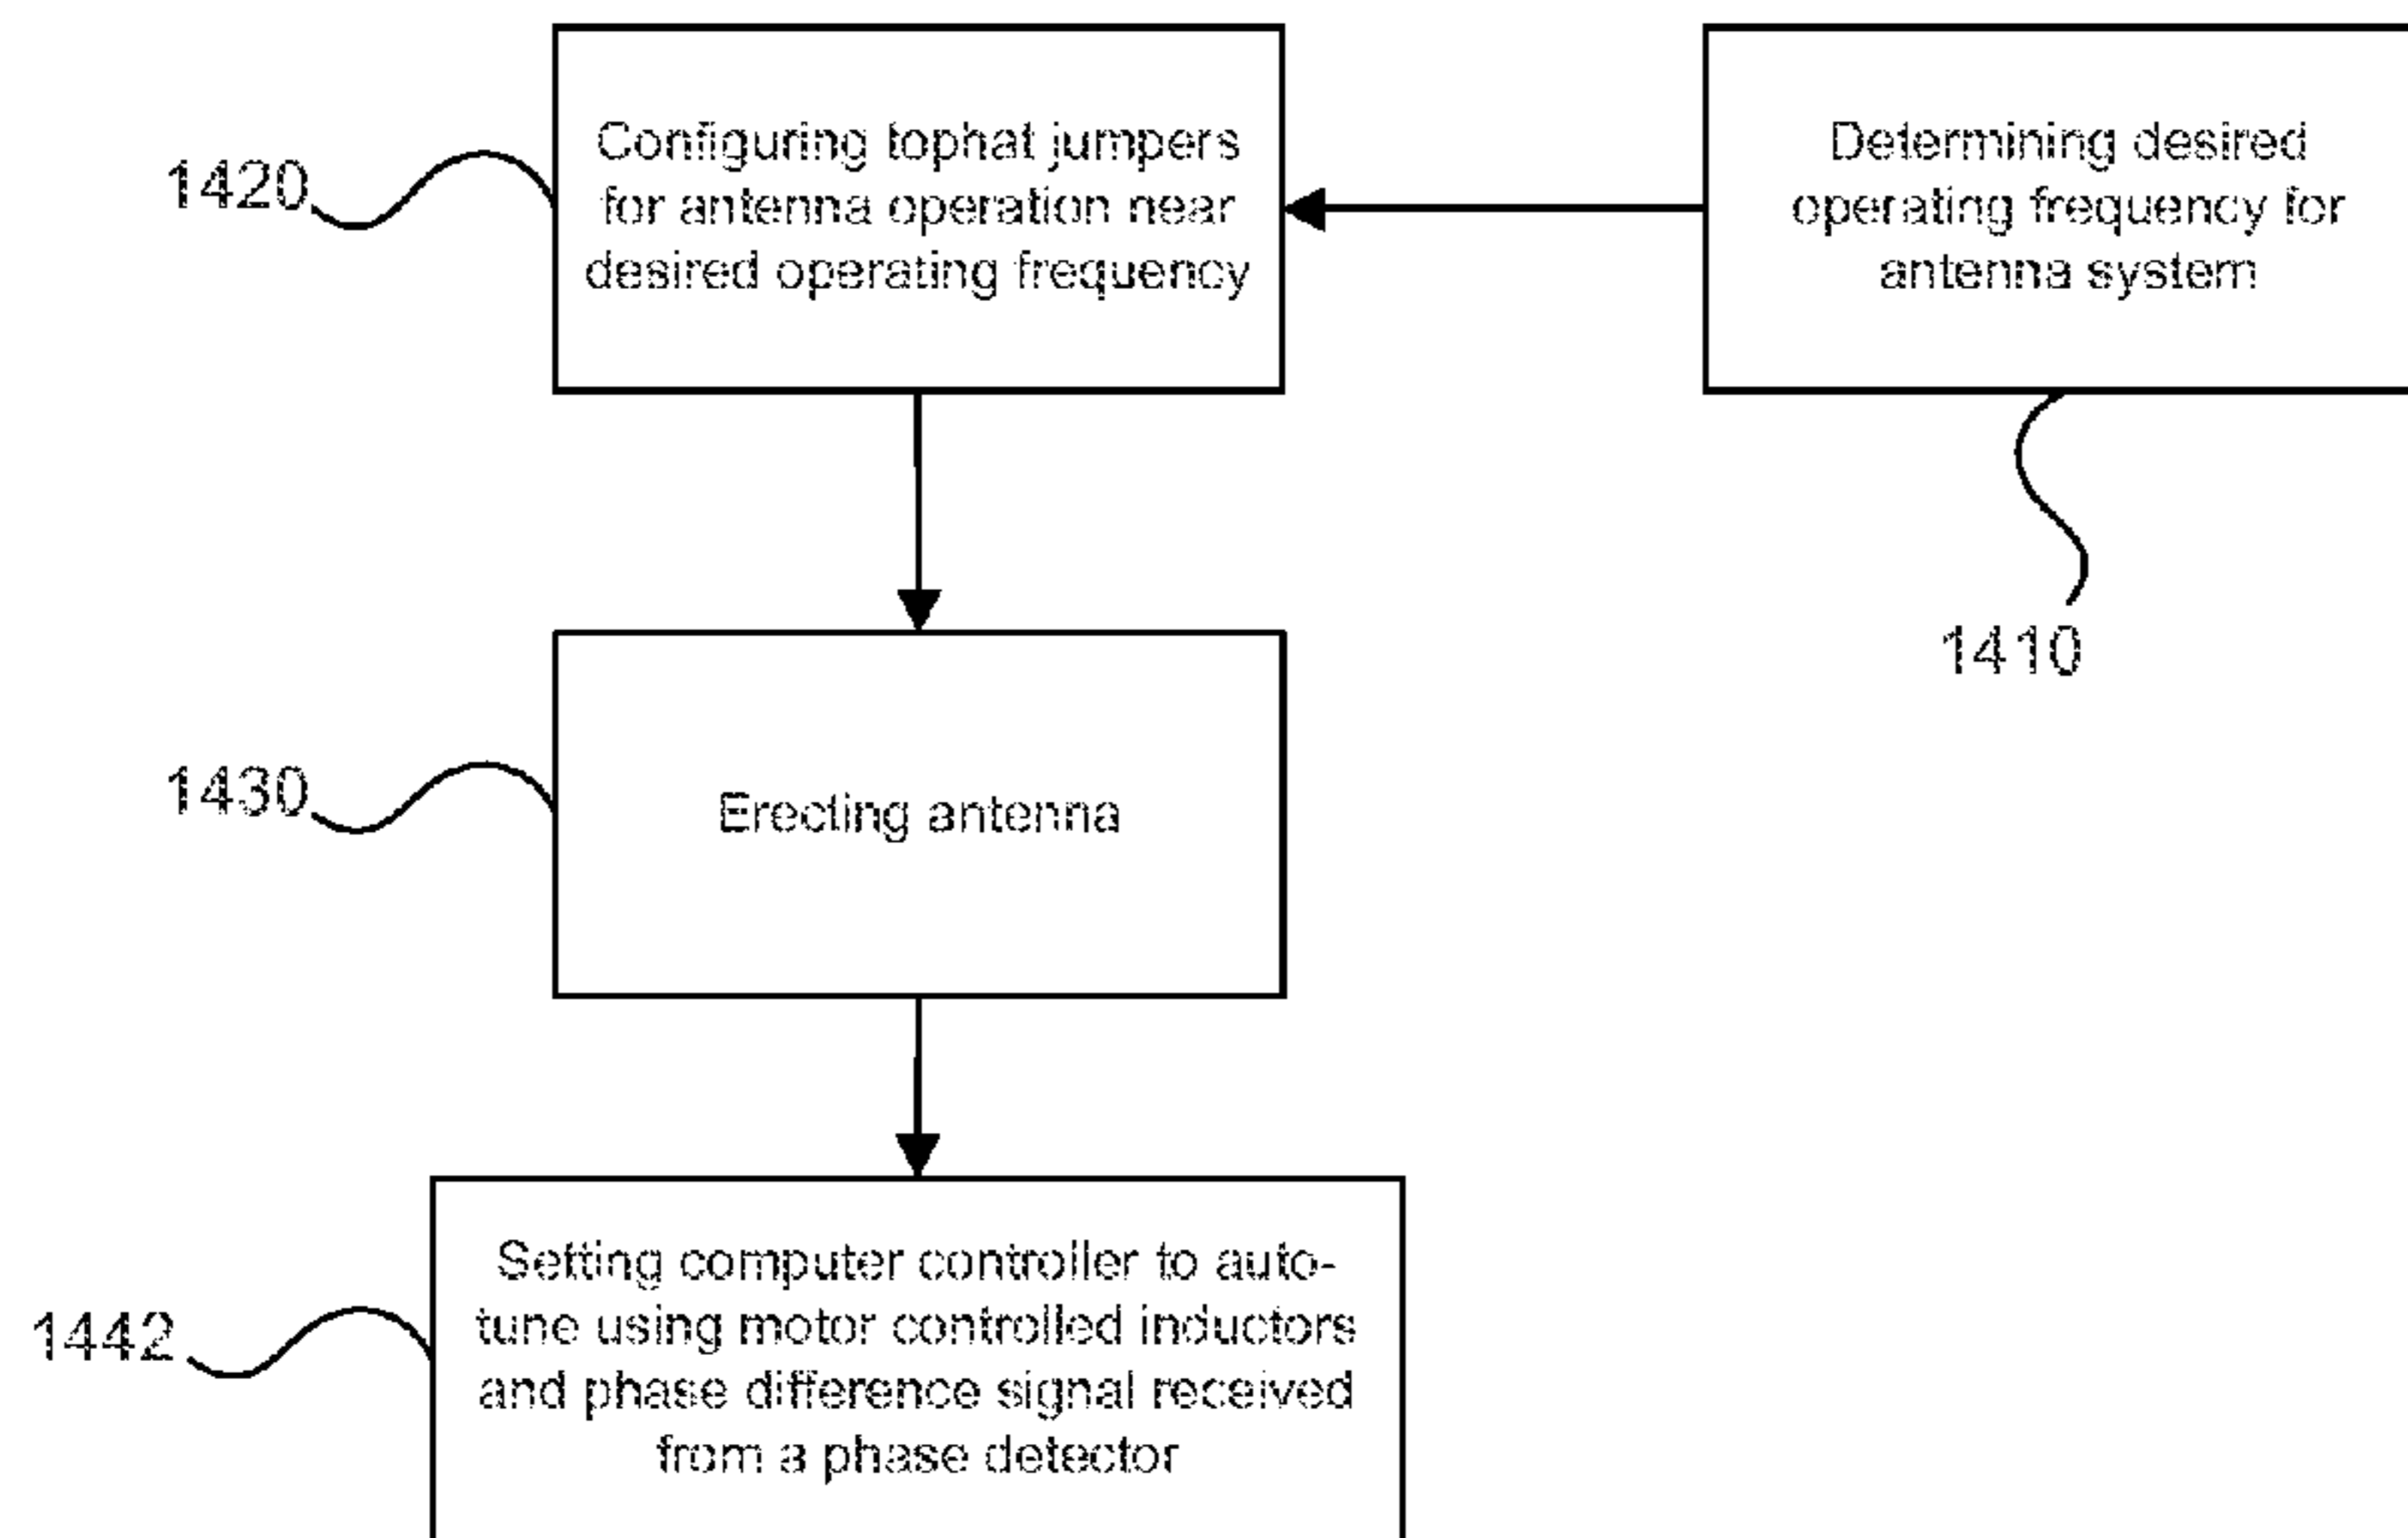 1420
Configuring tophat jumpers
for antenna operation near
desired operating frequency
Determining desired
operating frequency for
antenna system
1410
1430
Erecting antenna
1442
Setting computer controller to auto-
tune using motor controlled inductors
and phase difference signal received
from a phase detector